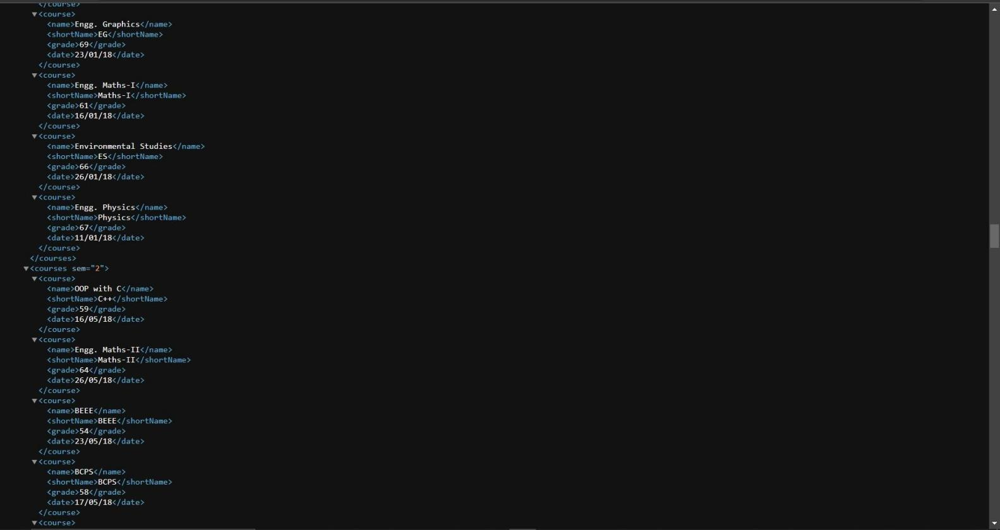 </course>
▼<course>
<name>Engg. Graphics</name>
<shortName>EG</shortName>
<grade>69</grade>
<date>23/01/18</date>
</course>
▼<course>
<name>Engg. Maths-I</name>
<shortName>Maths-I</shortName>
<grade>61</grade>
<date>16/01/18</date>
</course>
▼<course>
<name>Environmental Studies</name>
<shortName>ES</shortName>
<grade>66</grade>
<date>26/01/18</date>
</course>
▼<course>
<name>Engg. Physics</name>
<shortName>Physics</shortName>
<grade>67</grade>
<date>11/01/18</date>
</course>
</courses>
▼<courses sem="2">
▼<course>
<name>OOP with C</name>
<shortName>C++</shortName>
<grade>59</grade>
<date>16/05/18</date>
</course>
▼<course>
<name>Engg. Maths-II</name>
<shortName>Maths-II</shortName>
<grade>64</grade>
<date>26/05/18</date>
</course>
▼<course>
<name>BEEE</name>
<shortName>BEEE</shortName>
<grade>54</grade>
<date>23/05/18</date>
</course>
▼<course>
<name>BCPS</name>
<shortName>BCPS</shortName>
<grade>58</grade>
<date>17/05/18</date>
</course>
▼<course>